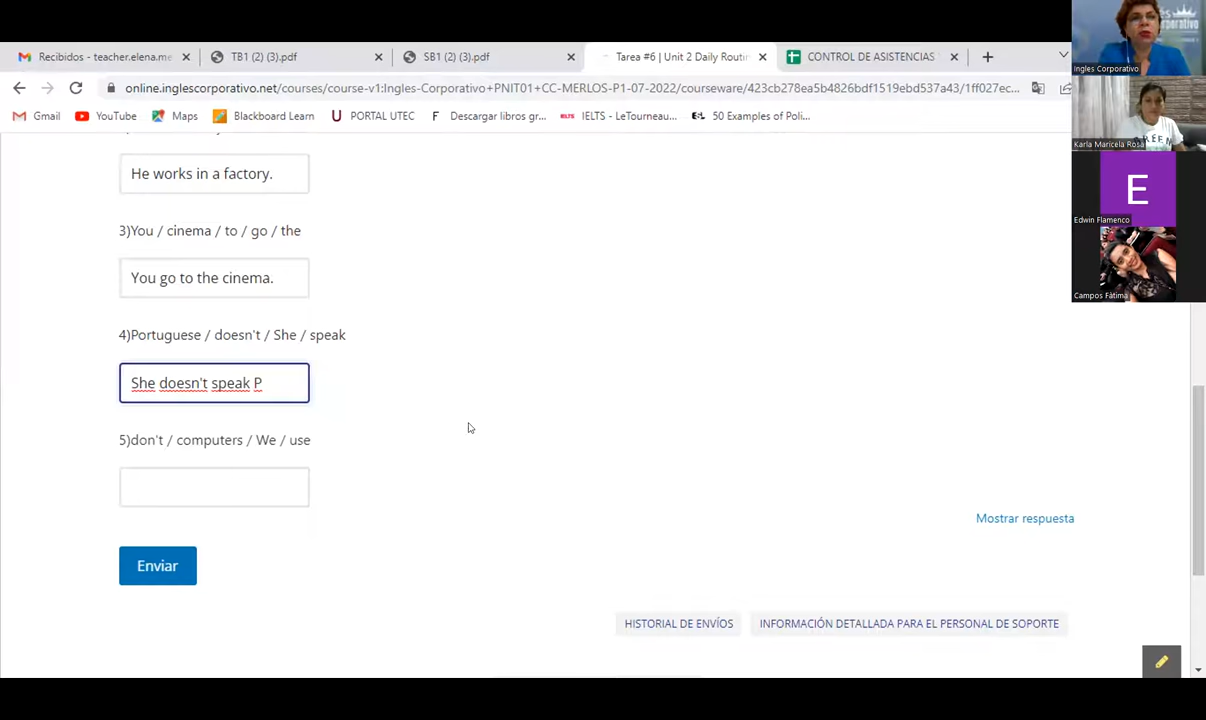 Recibidos - teacher.elena.me
TB1 (2) (3).pdf
SB1 (2) (3).pdf
Tarea #6 | Unit 2 Daily Routin
CONTROL DE ASISTENCIAS
online.inglescorporativo.net/courses/course-v1:Ingles-Corporativo+PNIT01+CC-MERLOS-P1-07-2022/courseware/423cb278ea5b4826bdf1519ebd537a43/1ff027ec...
Gmail
YouTube
Maps
Blackboard Learn
PORTAL UTEC
Descargar libros gr...
IELTS - LeTourneau...
50 Examples of Poli...
He works in a factory.
3)You / cinema / to / go / the
You go to the cinema.
4)Portuguese / doesn't / She / speak
She doesn't speak P
5)don't / computers / We / use
Mostrar respuesta
Enviar
HISTORIAL DE ENVÍOS
INFORMACIÓN DETALLADA PARA EL PERSONAL DE SOPORTE
Ingles Corporativo
Karla Maricela Rosa
E
Edwin Flamenco
Campos Fátima